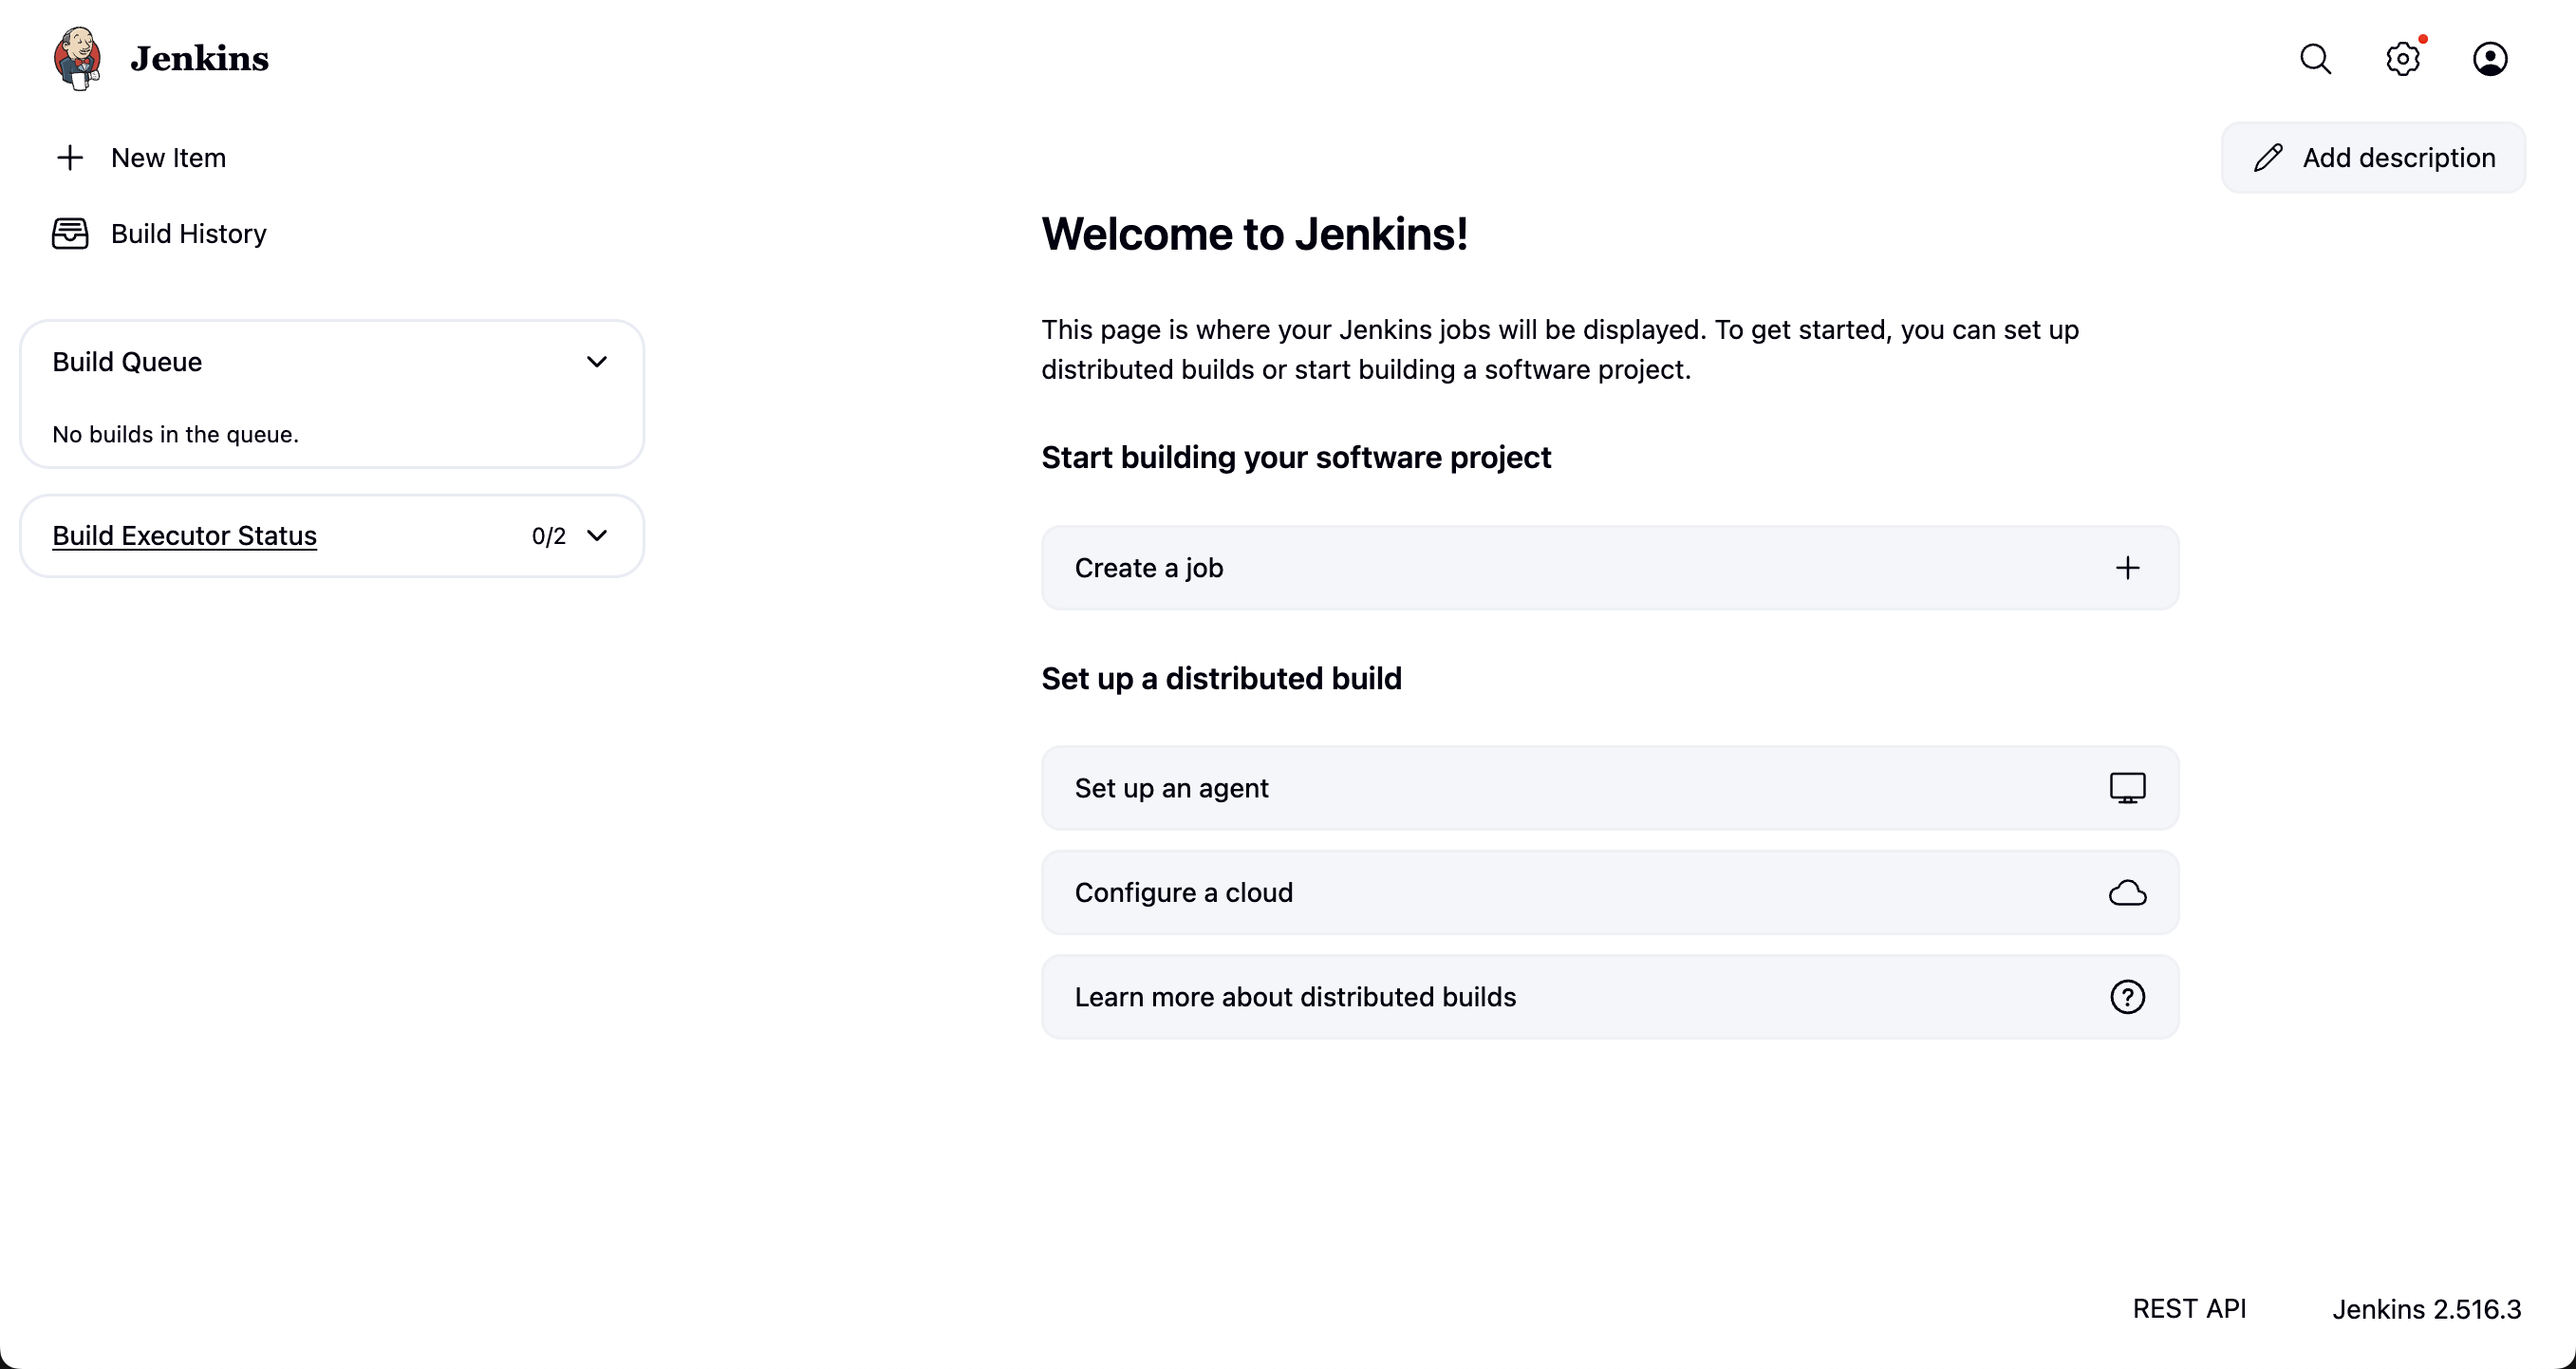 Jenkins
New Item
Build History
Add description
Build Queue
No builds in the queue.
Build Executor Status 0/2
Welcome to Jenkins!
This page is where your Jenkins jobs will be displayed. To get started, you can set up
distributed builds or start building a software project.
Start building your software project
Create a job
Set up a distributed build
Set up an agent
Configure a cloud
Learn more about distributed builds
REST API
Jenkins 2.516.3